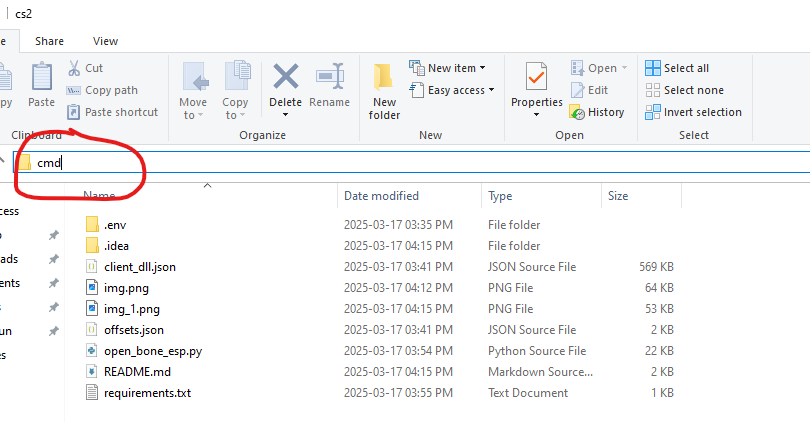 cs2
e Share View
Cut
Copy path
Paste shortcut
py
Paste
Clipboard
Move to
Copy to
Delete
Rename
Organize
New folder
New item
Easy access
New
Properties
Open
Edit
History
Open
Select all
Select none
Invert selection
Select
cmd
Name Date modified Type Size
cess
ads
ents
un
es
.env 2025-03-17 03:35 PM File folder
.idea 2025-03-17 04:15 PM File folder
client_dll.json 2025-03-17 03:41 PM JSON Source File 569 KB
img.png 2025-03-17 04:12 PM PNG File 64 KB
img_1.png 2025-03-17 04:15 PM PNG File 53 KB
offsets.json 2025-03-17 03:41 PM JSON Source File 2 KB
open_bone_esp.py 2025-03-17 03:54 PM Python Source File 22 KB
README.md 2025-03-17 04:15 PM Markdown Source... 2 KB
requirements.txt 2025-03-17 03:55 PM Text Document 1 KB